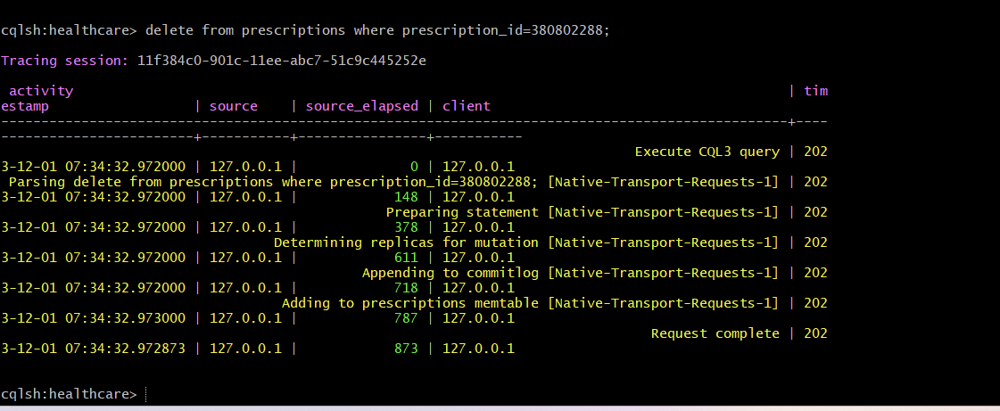 cqlsh:healthcare> delete from prescriptions where prescription_id=380802288;
Tracing session: 11f384c0-901c-11ee-abc7-51c9c445252e
 activity                                                                                         | tim
estamp                  | source    | source_elapsed | client
--------------------------------------------------------------------------------------------------+----
------------------------+-----------+----------------+-----------
                                                                               Execute CQL3 query | 202
3-12-01 07:34:32.972000 | 127.0.0.1 |              0 | 127.0.0.1
 Parsing delete from prescriptions where prescription_id=380802288; [Native-Transport-Requests-1] | 202
3-12-01 07:34:32.972000 | 127.0.0.1 |            148 | 127.0.0.1
                                                Preparing statement [Native-Transport-Requests-1] | 202
3-12-01 07:34:32.972000 | 127.0.0.1 |            378 | 127.0.0.1
                                  Determining replicas for mutation [Native-Transport-Requests-1] | 202
3-12-01 07:34:32.972000 | 127.0.0.1 |            611 | 127.0.0.1
                                             Appending to commitlog [Native-Transport-Requests-1] | 202
3-12-01 07:34:32.972000 | 127.0.0.1 |            718 | 127.0.0.1
                                   Adding to prescriptions memtable [Native-Transport-Requests-1] | 202
3-12-01 07:34:32.973000 | 127.0.0.1 |            787 | 127.0.0.1
                                                                                 Request complete | 202
3-12-01 07:34:32.972873 | 127.0.0.1 |            873 | 127.0.0.1
cqlsh:healthcare>